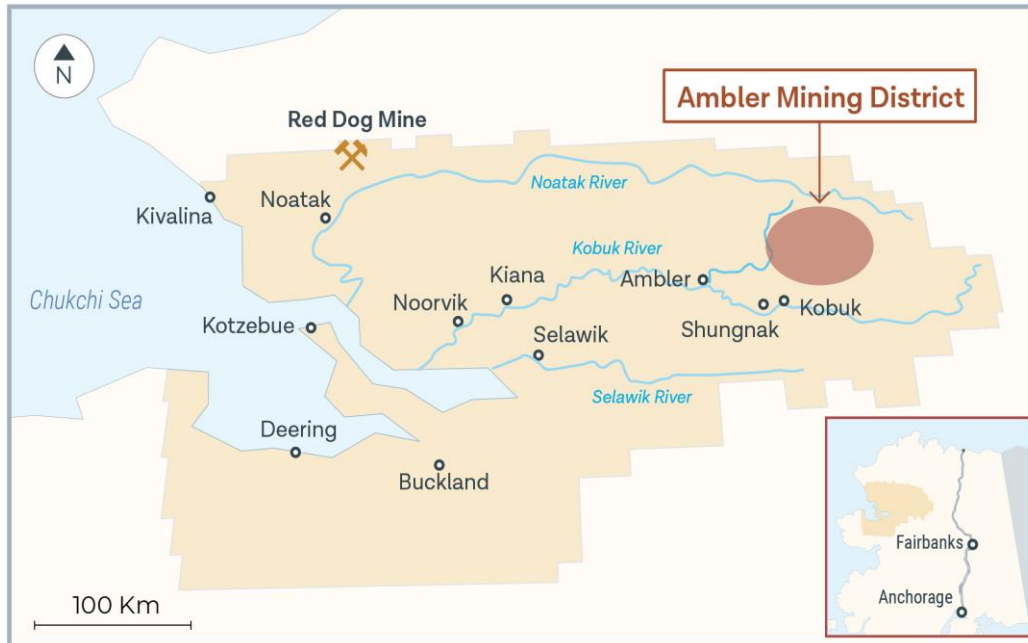 N
Ambler Mining District
Red Dog Mine
Noatak River
Kivalina
Noatak
Kobuk River
Chukchi Sea
Kiana
Ambler
Noorvik
Kobuk
Shungnak
Kotzebue
Selawik
Selawik River
Deering
Buckland
Fairbanks
Anchorage
100 Km